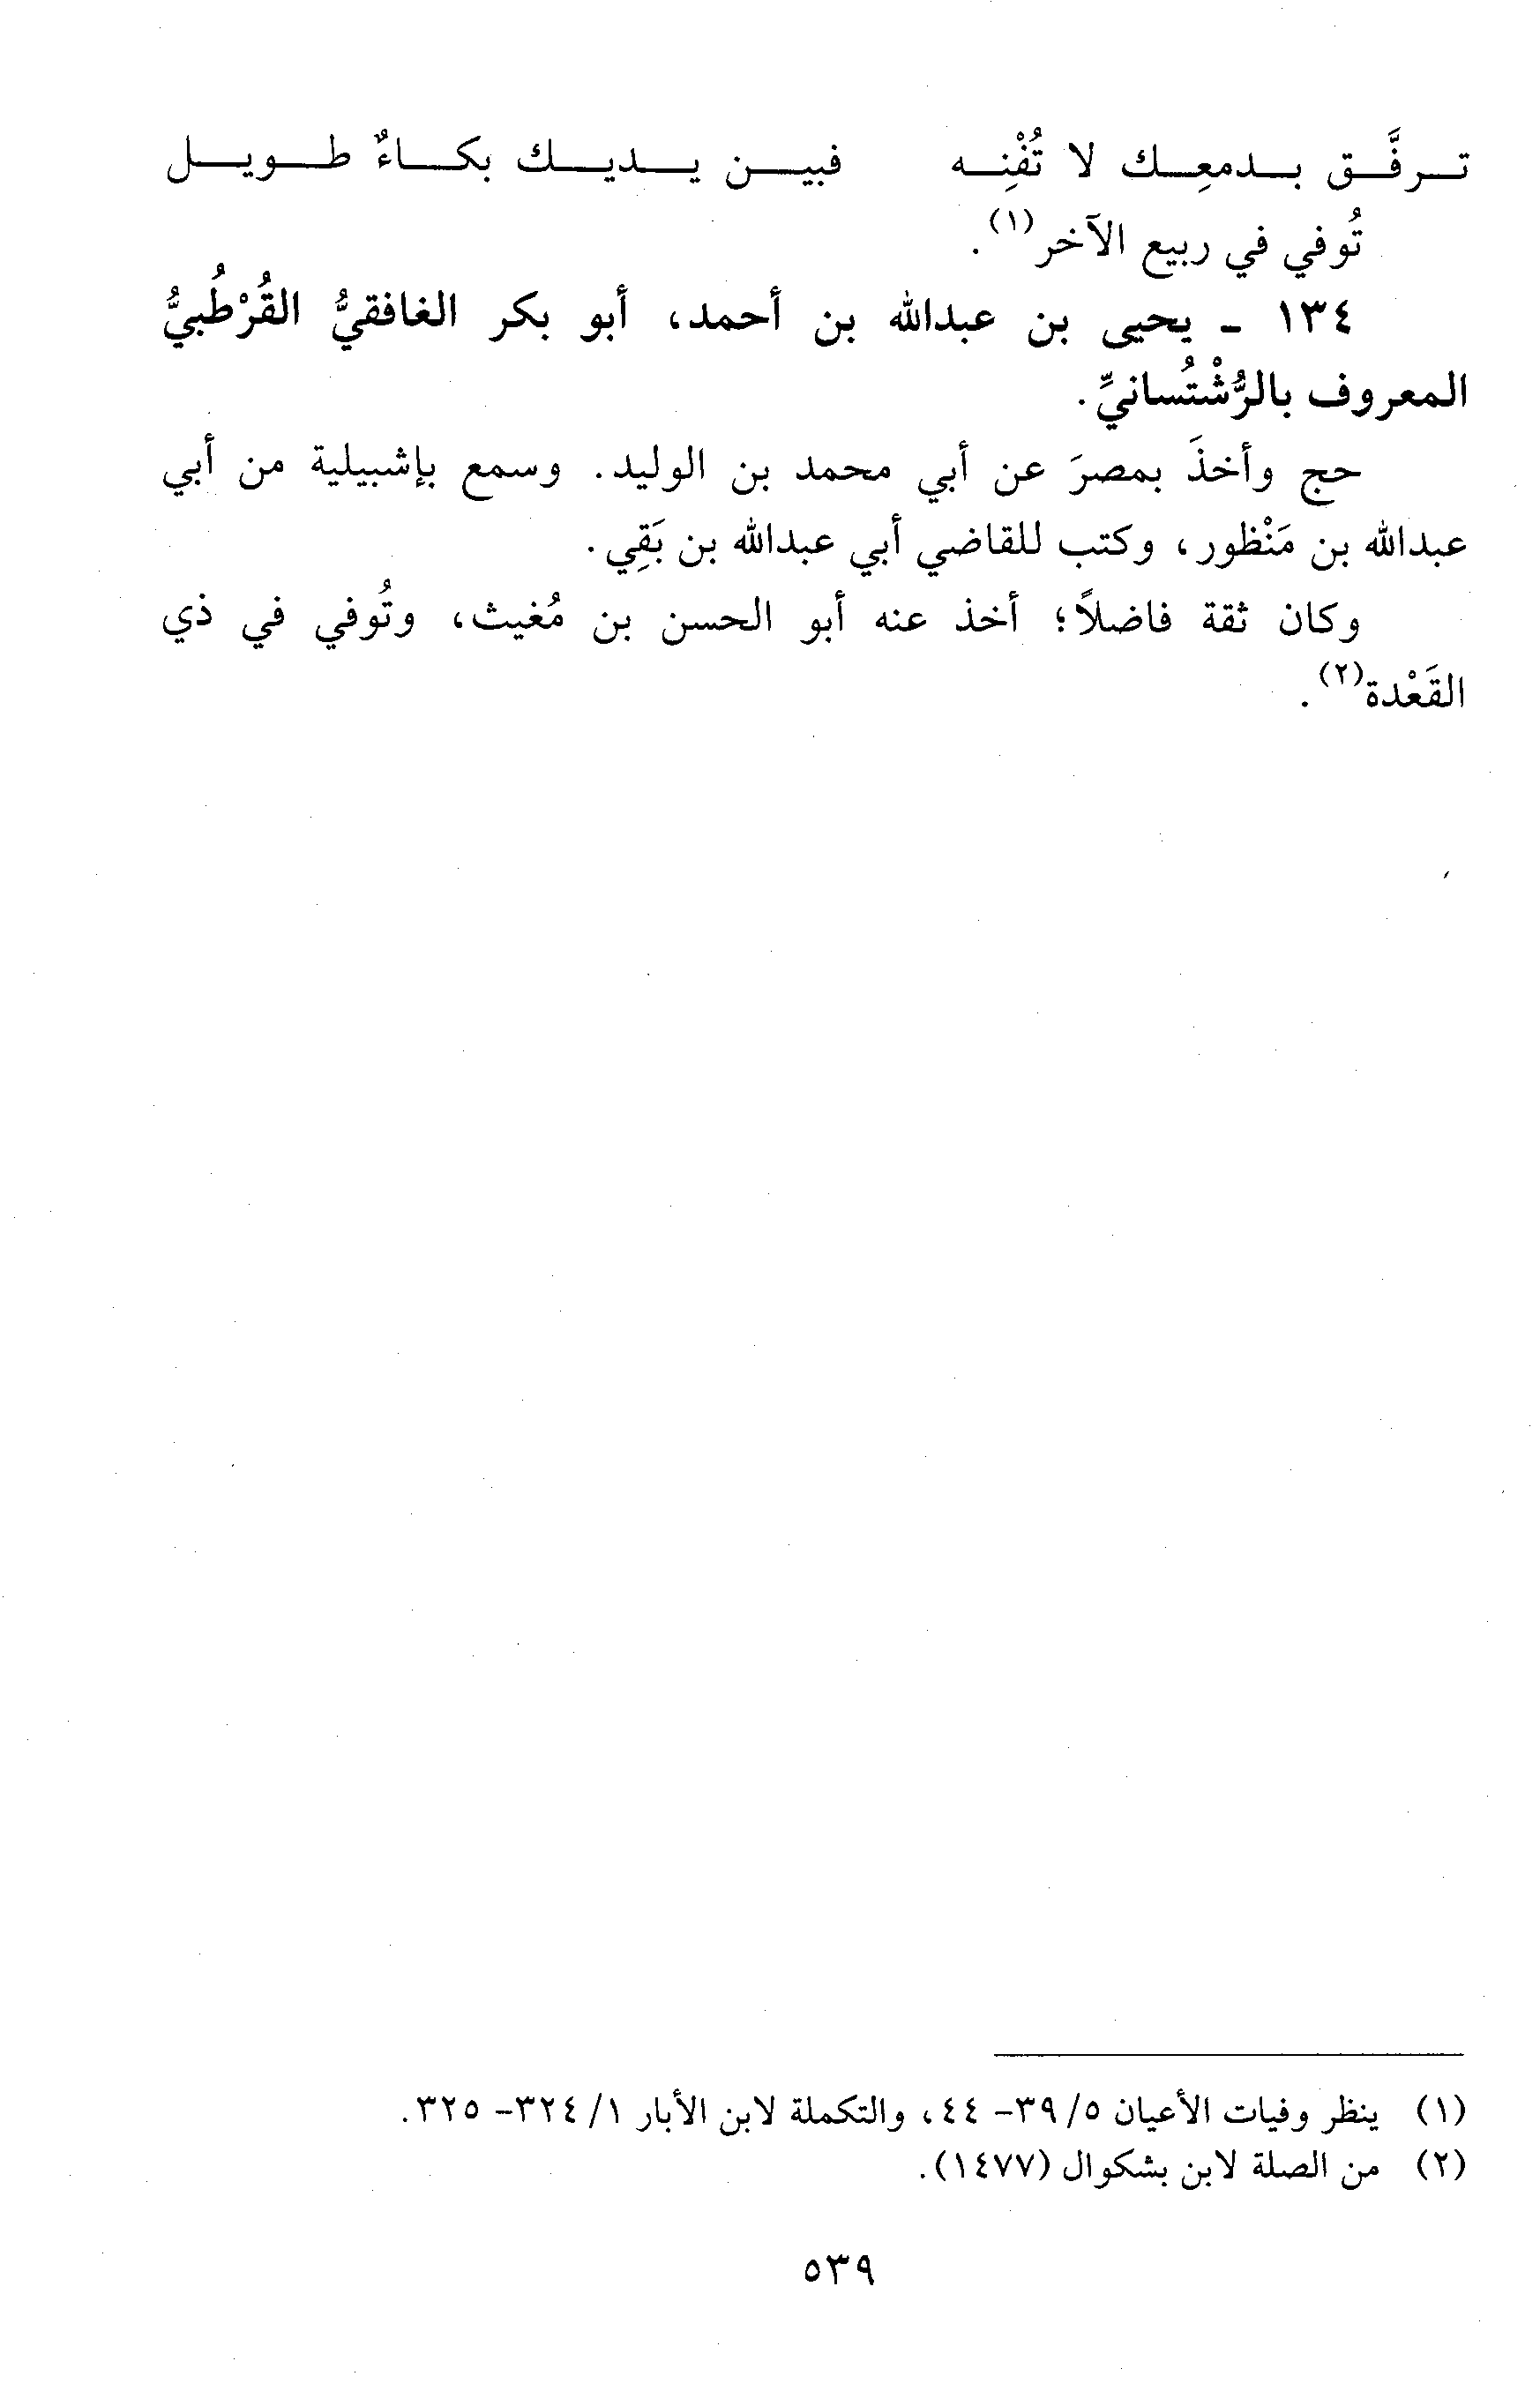 ترفَّق بدمعِك لا تُفْنِه فبين يديك بكاءٌ طويل
تُوفي في ربيع الآخر(١).
١٣٤ ـ يحيى بن عبدالله بن أحمد، أبو بكر الغافقيُّ القُرْطُبيُّ
المعروف بالرُّشْتُسانيِّ.
حج وأخذَ بمصرَ عن أبي محمد بن الوليد. وسمع بإشبيلية من أبي
عبدالله بن مَنْظور، وكتب للقاضي أبي عبدالله بن بَقِي.
وكان ثقة فاضلاً؛ أخذ عنه أبو الحسن بن مُغيث، وتُوفي في ذي
القَعْدة(٢).
(١) ينظر وفيات الأعيان ٥/ ٣٩- ٤٤، والتكملة لابن الأبار ١/ ٣٢٤- ٣٢٥.
(٢) من الصلة لابن بشكوال (١٤٧٧).
٥٣٩